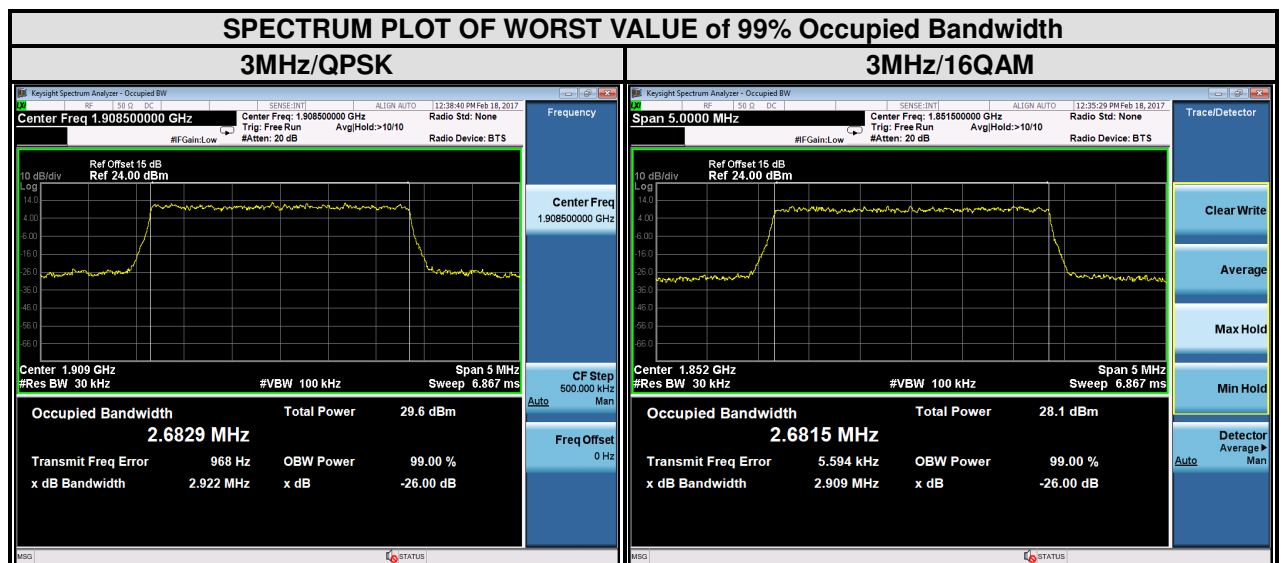 SPECTRUM PLOT OF WORST VALUE of 99% Occupied Bandwidth
3MHz/QPSK
3MHz/16QAM
Keysight Spectrum Analyzer - Occupied BW
RF 50 Ω DC SENSE:INT ALIGN AUTO 12:38:40 PM Feb 18, 2017
Center Freq 1.908500000 GHz
Center Freq: 1.908500000 GHz
Radio Std: None
Trig: Free Run Avg|Hold:>10/10
#IFGain:Low #Atten: 20 dB
Radio Device: BTS
Ref Offset 15 dB
10 dB/div Ref 24.00 dBm
Log
14.0
4.00
-6.00
-16.0
-26.0
-36.0
-46.0
-56.0
-66.0
Center 1.909 GHz Span 5 MHz
#Res BW 30 kHz #VBW 100 kHz Sweep 6.867 ms
Occupied Bandwidth Total Power 29.6 dBm
2.6829 MHz
Transmit Freq Error 968 Hz OBW Power 99.00 %
x dB Bandwidth 2.922 MHz x dB -26.00 dB
MSG STATUS
Frequency
Center Freq
1.908500000 GHz
CF Step
500.000 kHz
Auto Man
Freq Offset
0 Hz
Keysight Spectrum Analyzer - Occupied BW
RF 50 Ω DC SENSE:INT ALIGN AUTO 12:35:29 PM Feb 18, 2017
Span 5.0000 MHz
Center Freq: 1.851500000 GHz
Radio Std: None
Trig: Free Run Avg|Hold:>10/10
#IFGain:Low #Atten: 20 dB
Radio Device: BTS
Ref Offset 15 dB
10 dB/div Ref 24.00 dBm
Log
14.0
4.00
-6.00
-16.0
-26.0
-36.0
-46.0
-56.0
-66.0
Center 1.852 GHz Span 5 MHz
#Res BW 30 kHz #VBW 100 kHz Sweep 6.867 ms
Occupied Bandwidth Total Power 28.1 dBm
2.6815 MHz
Transmit Freq Error 5.594 kHz OBW Power 99.00 %
x dB Bandwidth 2.909 MHz x dB -26.00 dB
MSG STATUS
Trace/Detector
Clear Write
Average
Max Hold
Min Hold
Detector
Average▶
Auto Man